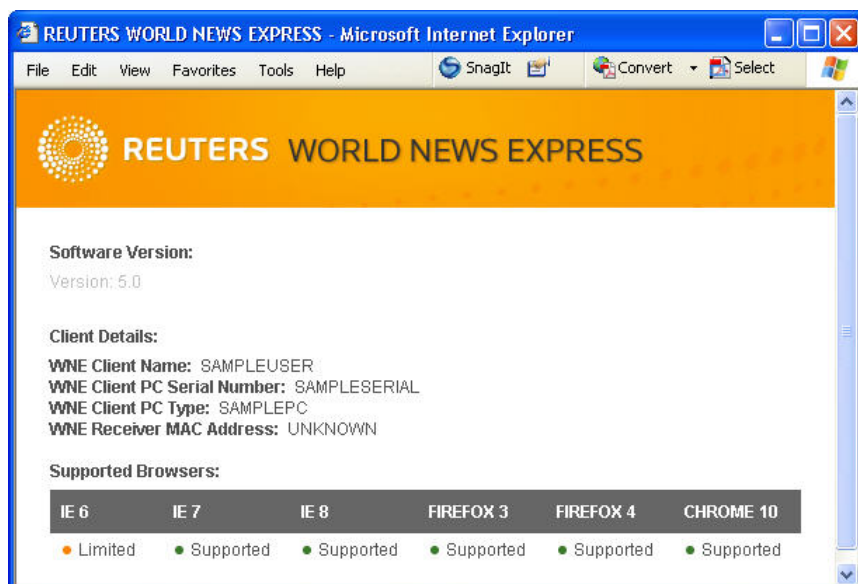 REUTERS WORLD NEWS EXPRESS - Microsoft Internet Explorer
File Edit View Favorites Tools Help SnagIt Convert Select
REUTERS WORLD NEWS EXPRESS
Software Version:
Version: 5.0
Client Details:
WNE Client Name: SAMPLEUSER
WNE Client PC Serial Number: SAMPLESERIAL
WNE Client PC Type: SAMPLEPC
WNE Receiver MAC Address: UNKNOWN
Supported Browsers:
IE 6 IE 7 IE 8 FIREFOX 3 FIREFOX 4 CHROME 10
Limited Supported Supported Supported Supported Supported